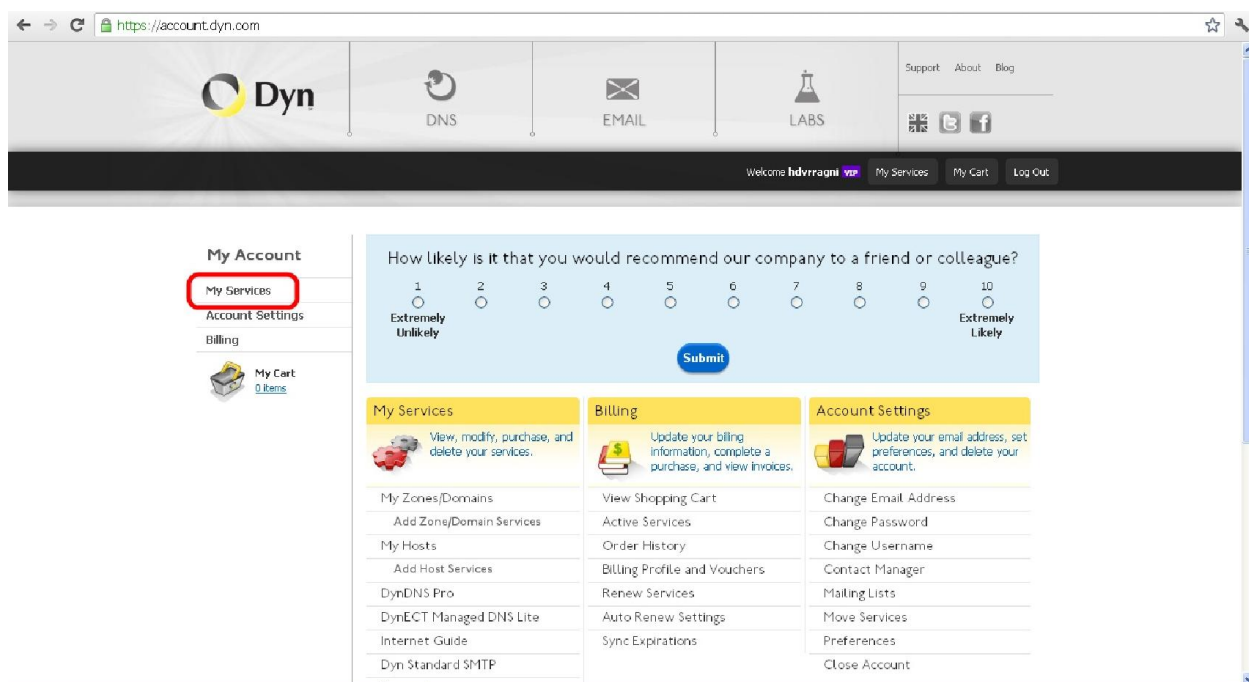 https://account.dyn.com
Dyn
DNS
EMAIL
LABS
Support About Blog
Welcome hdvrragni VIP My Services My Cart Log Out
My Account
My Services
Account Settings
Billing
My Cart
0 items
How likely is it that you would recommend our company to a friend or colleague?
1 2 3 4 5 6 7 8 9 10
Extremely Unlikely
Extremely Likely
Submit
My Services
View, modify, purchase, and
delete your services.
My Zones/Domains
Add Zone/Domain Services
My Hosts
Add Host Services
DynDNS Pro
DynECT Managed DNS Lite
Internet Guide
Dyn Standard SMTP
Billing
Update your billing
information, complete a
purchase, and view invoices.
View Shopping Cart
Active Services
Order History
Billing Profile and Vouchers
Renew Services
Auto Renew Settings
Sync Expirations
Account Settings
Update your email address, set
preferences, and delete your
account.
Change Email Address
Change Password
Change Username
Contact Manager
Mailing Lists
Move Services
Preferences
Close Account